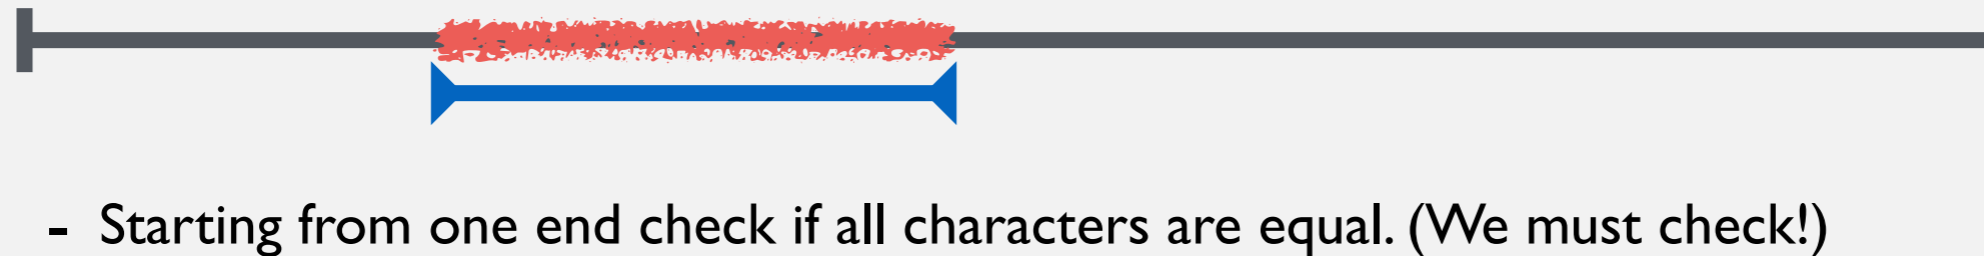 - Starting from one end check if all characters are equal. (We must check!)